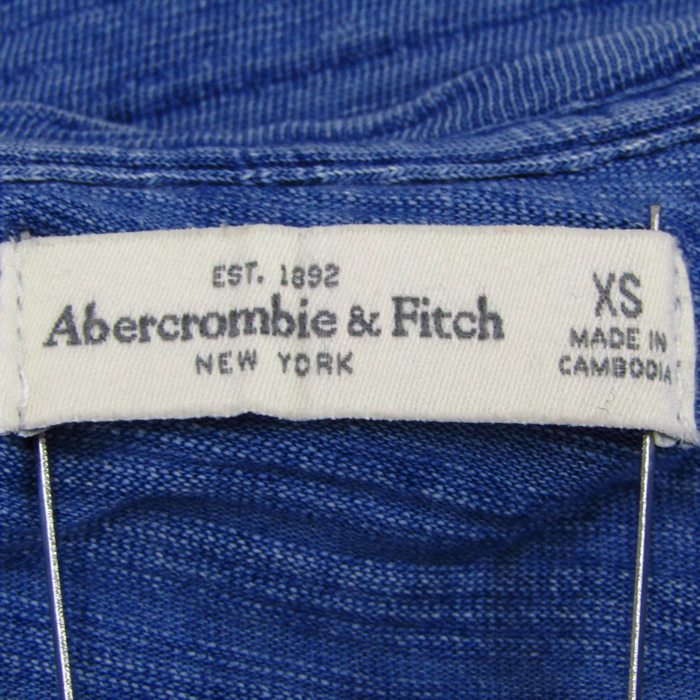 EST. 1892
Abercrombie & Fitch
NEW YORK
XS
MADE IN
CAMBODIA